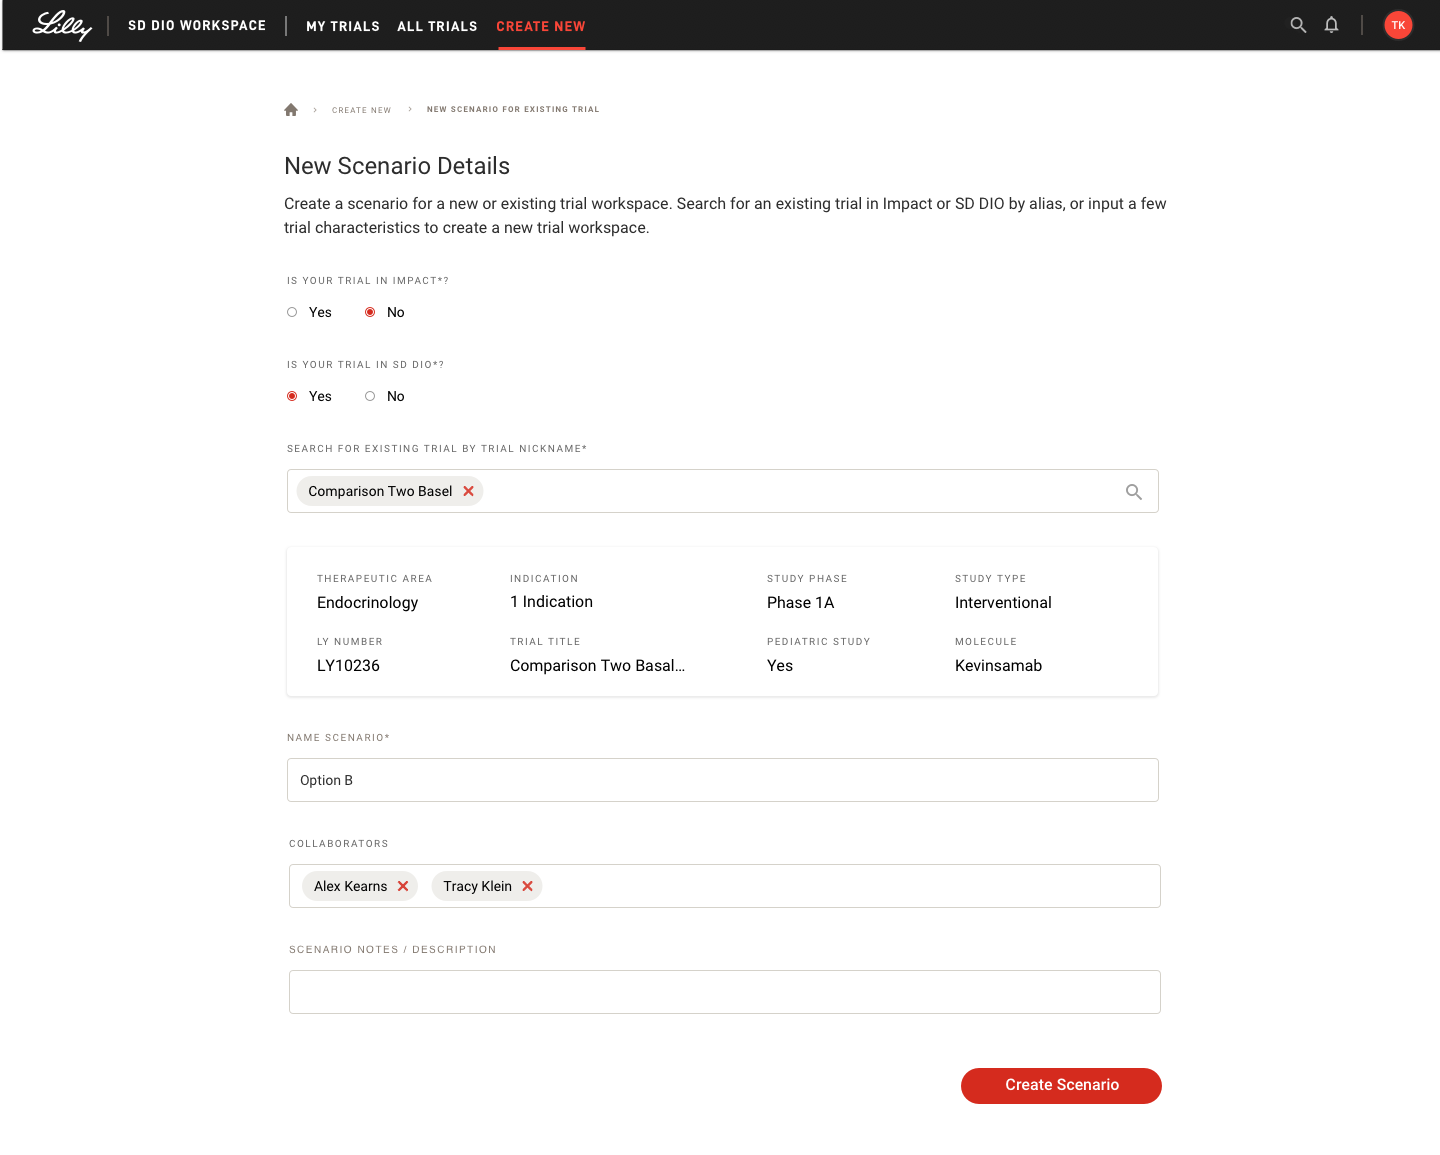 Lilly
SD DIO WORKSPACE
MY TRIALS
ALL TRIALS
CREATE NEW
TK
CREATE NEW
NEW SCENARIO FOR EXISTING TRIAL
New Scenario Details
Create a scenario for a new or existing trial workspace. Search for an existing trial in Impact or SD DIO by alias, or input a few
trial characteristics to create a new trial workspace.
IS YOUR TRIAL IN IMPACT*?
Yes
No
IS YOUR TRIAL IN SD DIO*?
Yes
No
SEARCH FOR EXISTING TRIAL BY TRIAL NICKNAME*
Comparison Two Basel
THERAPEUTIC AREA
Endocrinology
INDICATION
1 Indication
STUDY PHASE
Phase 1A
STUDY TYPE
Interventional
LY NUMBER
LY10236
TRIAL TITLE
Comparison Two Basal...
PEDIATRIC STUDY
Yes
MOLECULE
Kevinsamab
NAME SCENARIO*
Option B
COLLABORATORS
Alex Kearns
Tracy Klein
SCENARIO NOTES / DESCRIPTION
Create Scenario